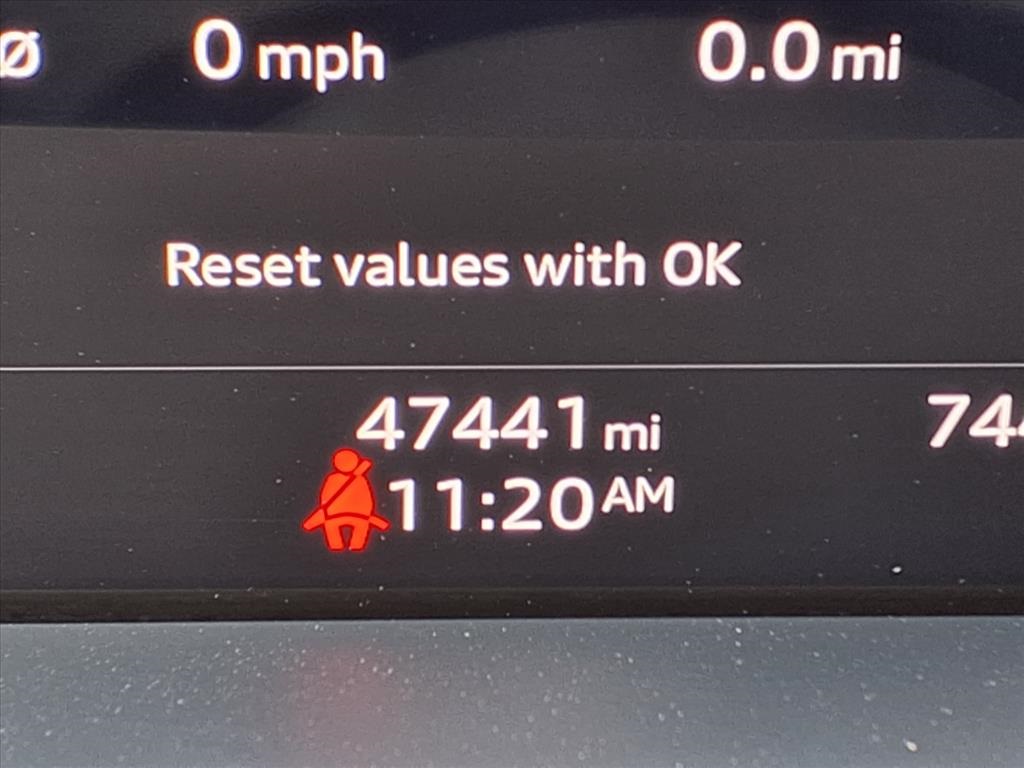 Ø 0 mph 0.0 mi
Reset values with OK
47441 mi
11:20 AM